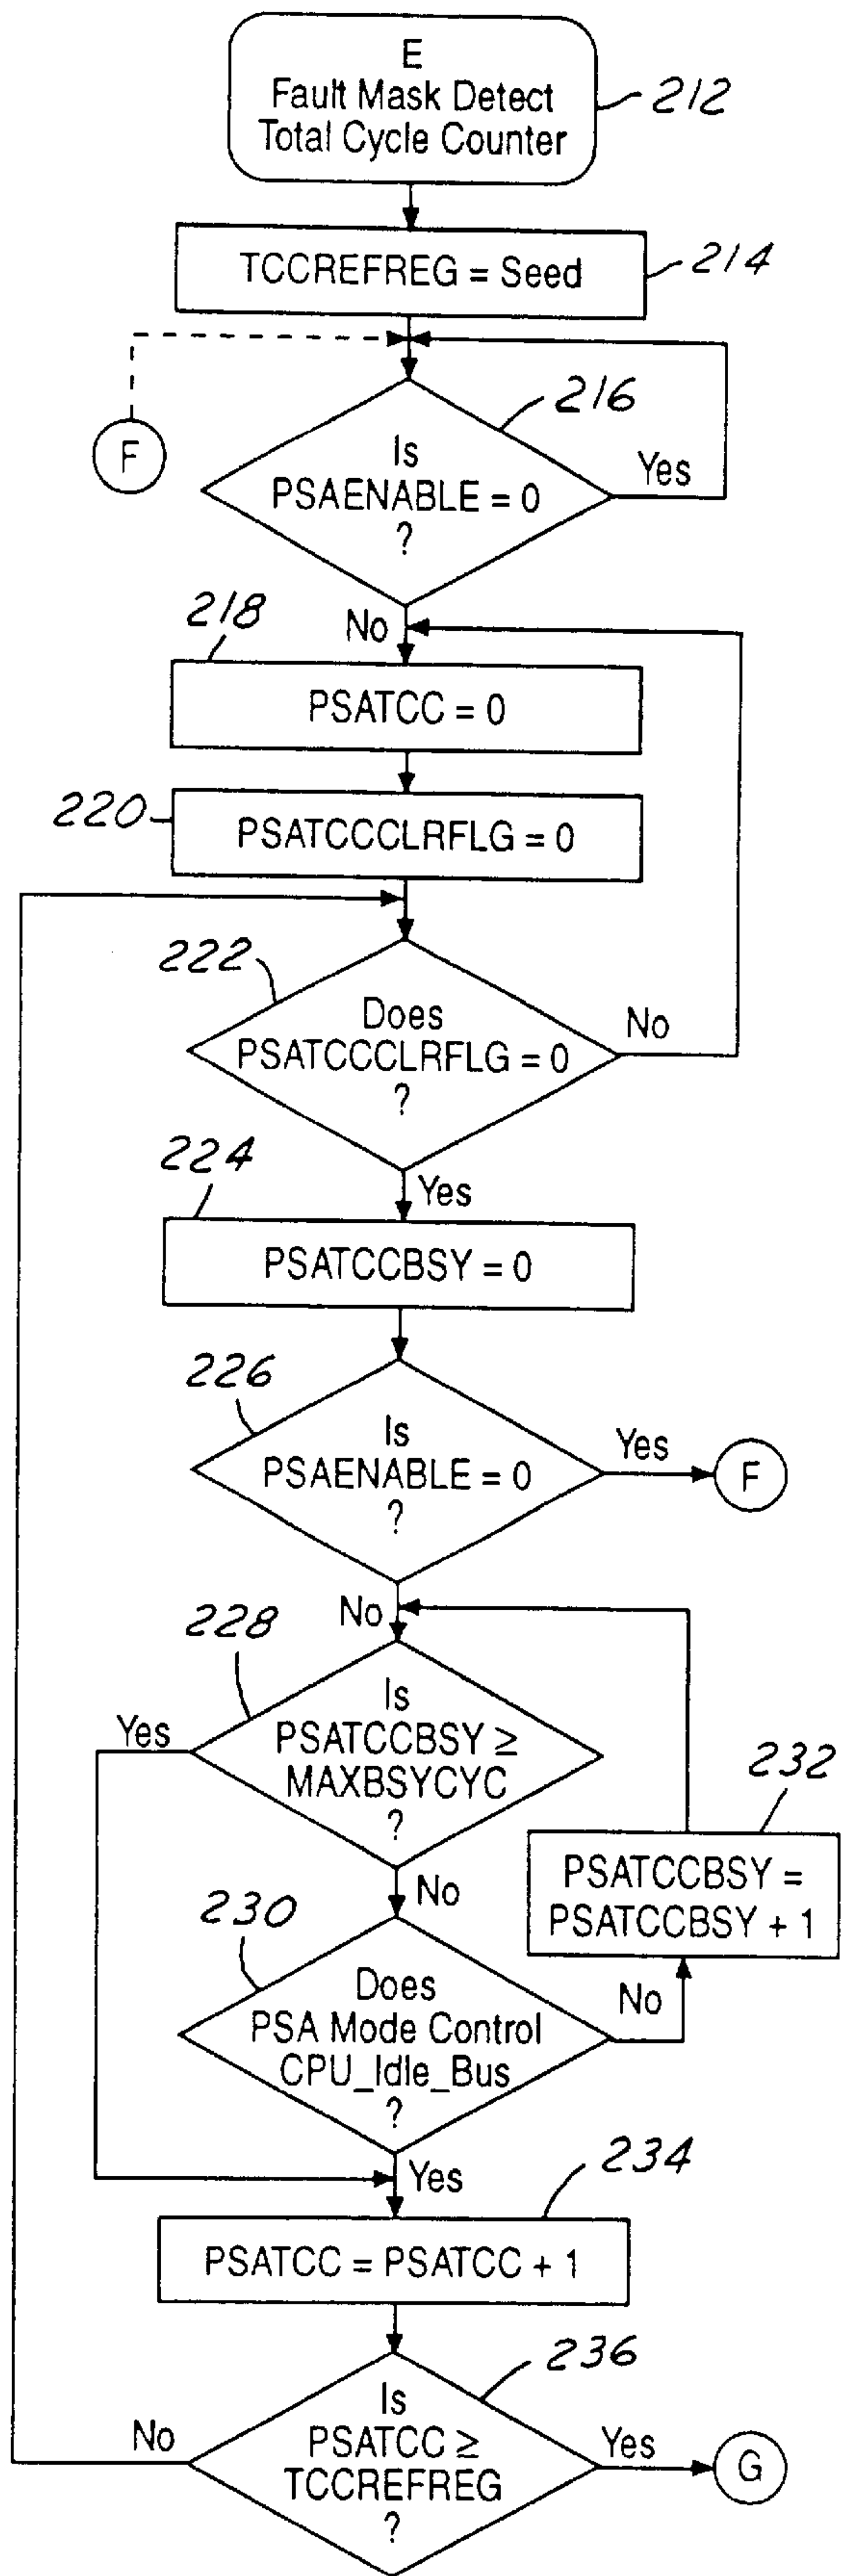 E
Fault Mask Detect
Total Cycle Counter
212
TCCREFREG = Seed
214
F
216
Is
PSAENABLE = 0
?
Yes
No
218
PSATCC = 0
220
PSATCCCLRFLG = 0
222
Does
PSATCCCLRFLG = 0
?
No
Yes
224
PSATCCBSY = 0
226
Is
PSAENABLE = 0
?
Yes
F
No
228
Is
PSATCCBSY ≥
MAXBSYCYC
?
Yes
No
232
PSATCCBSY =
PSATCCBSY + 1
230
Does
PSA Mode Control
CPU_Idle_Bus
?
No
Yes
234
PSATCC = PSATCC + 1
236
Is
PSATCC ≥
TCCREFREG
?
No
Yes
G